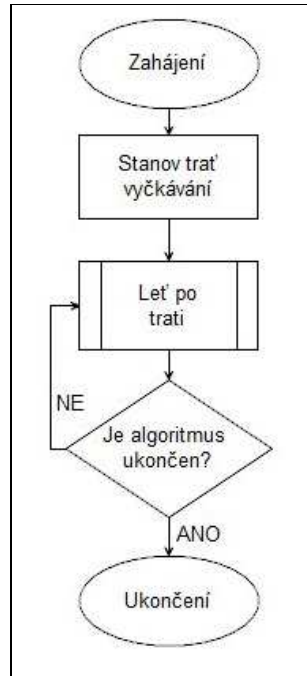 Zahájení
Stanov trať
vyčkávání
Leť po
trati
NE
Je algoritmus
ukončen?
ANO
Ukončení